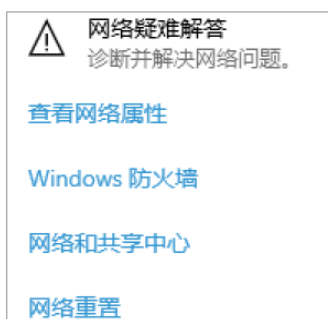 网络疑难解答
诊断并解决网络问题。
查看网络属性
Windows 防火墙
网络和共享中心
网络重置